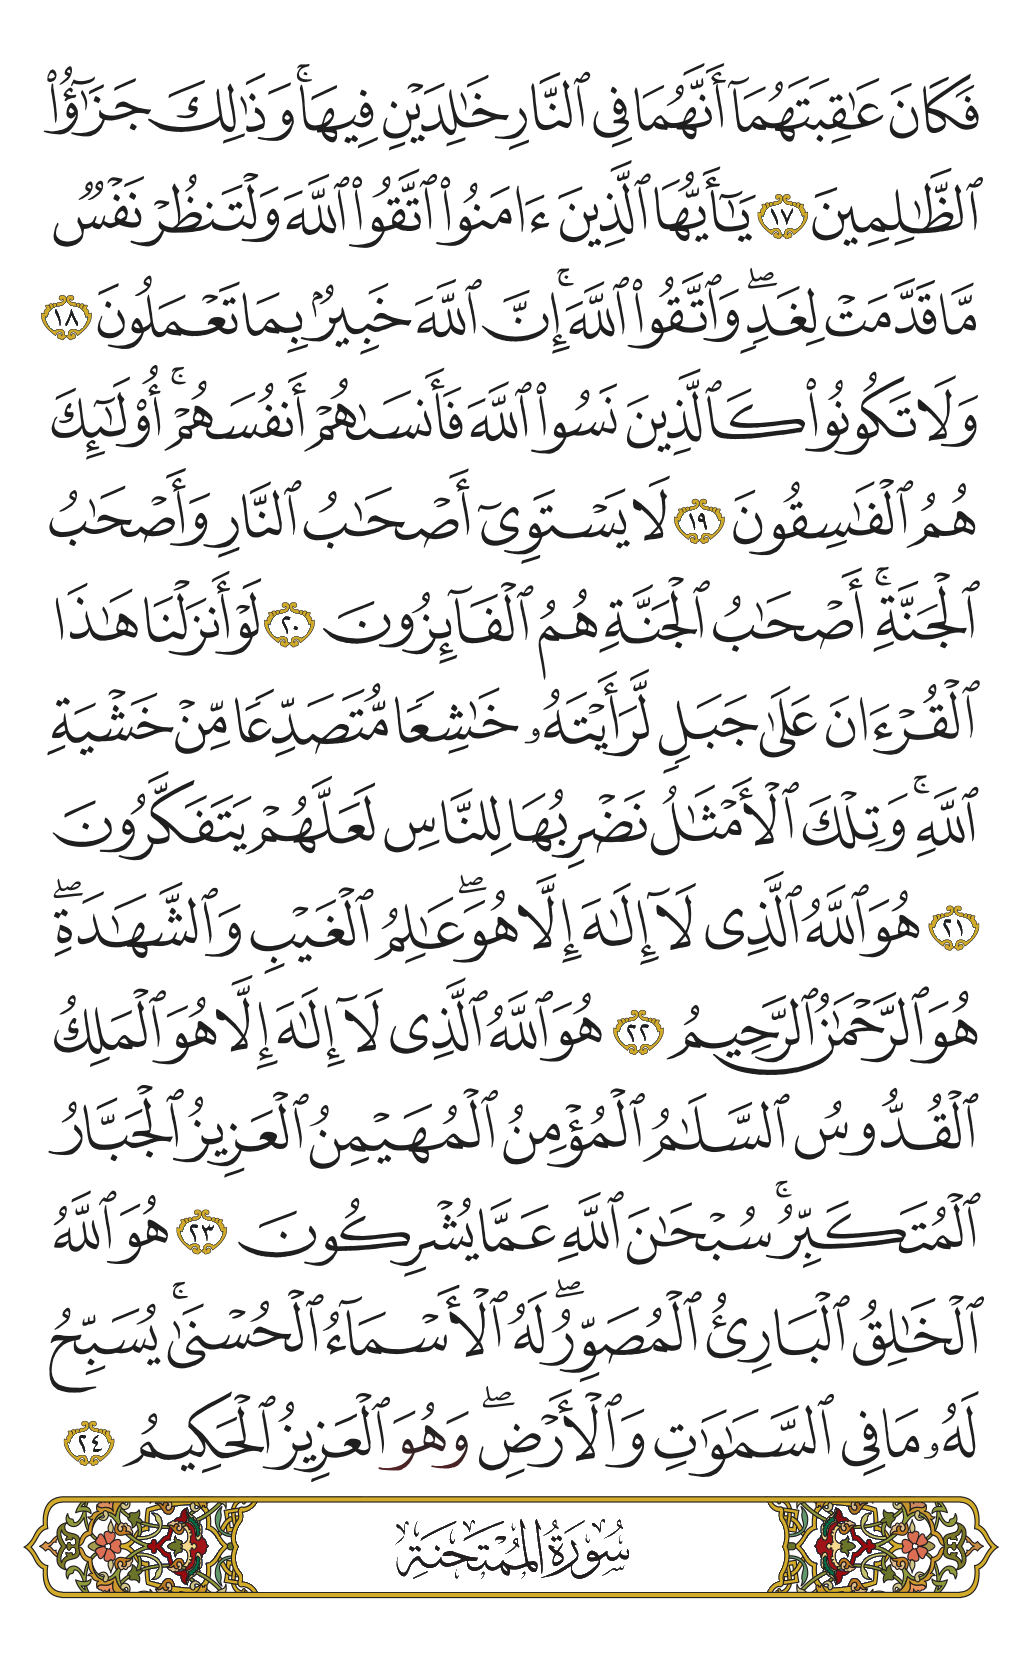 فَكَانَ عَٰقِبَتَهُمَآ أَنَّهُمَا فِي ٱلنَّارِ خَٰلِدَيْنِ فِيهَاۚ وَذَٰلِكَ جَزَٰٓؤُا۟
ٱلظَّٰلِمِينَ ١٧ يَٰٓأَيُّهَا ٱلَّذِينَ ءَامَنُوا۟ ٱتَّقُوا۟ ٱللَّهَ وَلْتَنظُرْ نَفْسٌ
مَّا قَدَّمَتْ لِغَدٍۖ وَٱتَّقُوا۟ ٱللَّهَۚ إِنَّ ٱللَّهَ خَبِيرٌۢ بِمَا تَعْمَلُونَ ١٨
وَلَا تَكُونُوا۟ كَٱلَّذِينَ نَسُوا۟ ٱللَّهَ فَأَنسَىٰهُمْ أَنفُسَهُمْۚ أُو۟لَٰٓئِكَ
هُمُ ٱلْفَٰسِقُونَ ١٩ لَا يَسْتَوِىٓ أَصْحَٰبُ ٱلنَّارِ وَأَصْحَٰبُ
ٱلْجَنَّةِۚ أَصْحَٰبُ ٱلْجَنَّةِ هُمُ ٱلْفَآئِزُونَ ٢٠ لَوْ أَنزَلْنَا هَٰذَا
ٱلْقُرْءَانَ عَلَىٰ جَبَلٍ لَّرَأَيْتَهُۥ خَٰشِعًا مُّتَصَدِّعًا مِّنْ خَشْيَةِ
ٱللَّهِۚ وَتِلْكَ ٱلْأَمْثَٰلُ نَضْرِبُهَا لِلنَّاسِ لَعَلَّهُمْ يَتَفَكَّرُونَ
٢١ هُوَ ٱللَّهُ ٱلَّذِى لَآ إِلَٰهَ إِلَّا هُوَۖ عَٰلِمُ ٱلْغَيْبِ وَٱلشَّهَٰدَةِۖ
هُوَ ٱلرَّحْمَٰنُ ٱلرَّحِيمُ ٢٢ هُوَ ٱللَّهُ ٱلَّذِى لَآ إِلَٰهَ إِلَّا هُوَ ٱلْمَلِكُ
ٱلْقُدُّوسُ ٱلسَّلَٰمُ ٱلْمُؤْمِنُ ٱلْمُهَيْمِنُ ٱلْعَزِيزُ ٱلْجَبَّارُ
ٱلْمُتَكَبِّرُۚ سُبْحَٰنَ ٱللَّهِ عَمَّا يُشْرِكُونَ ٢٣ هُوَ ٱللَّهُ
ٱلْخَٰلِقُ ٱلْبَارِئُ ٱلْمُصَوِّرُۖ لَهُ ٱلْأَسْمَآءُ ٱلْحُسْنَىٰۚ يُسَبِّحُ
لَهُۥ مَا فِي ٱلسَّمَٰوَٰتِ وَٱلْأَرْضِۖ وَهُوَ ٱلْعَزِيزُ ٱلْحَكِيمُ ٢٤
سُورَةُ المُمْتَحَنَةِ